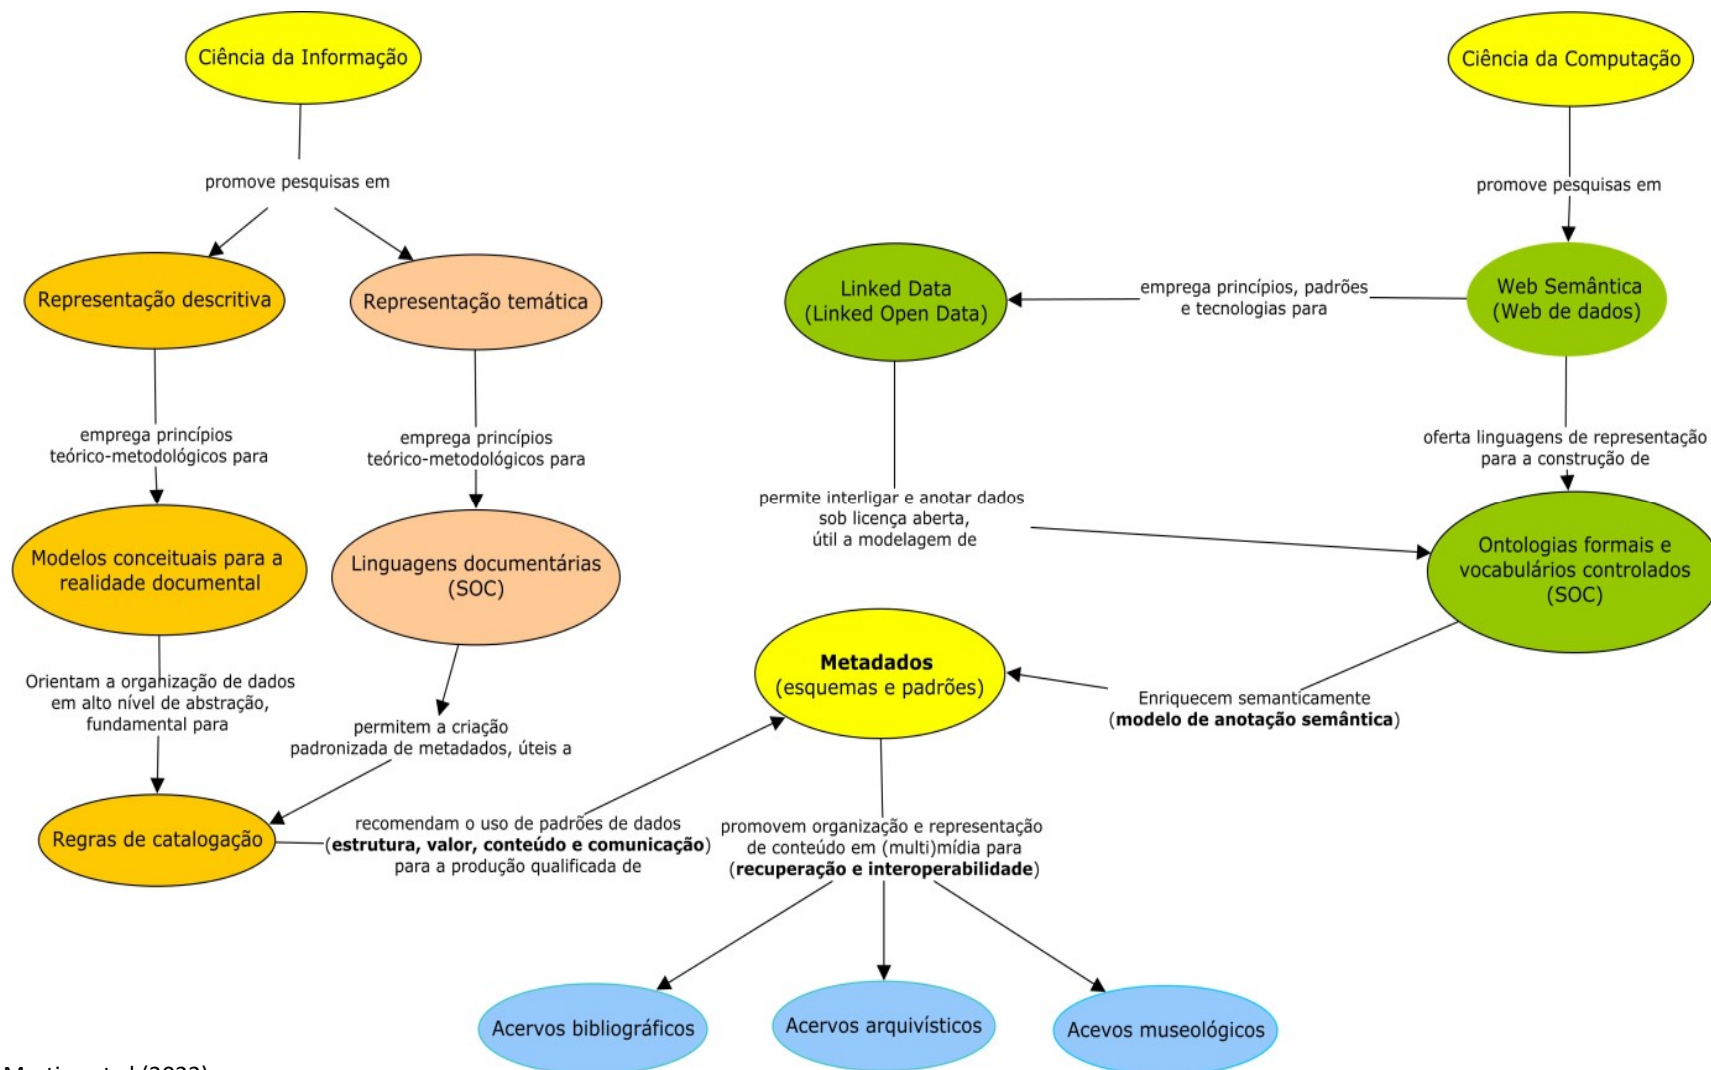 Ciência da Informação
Ciência da Computação
promove pesquisas em
promove pesquisas em
Representação descritiva
Representação temática
Linked Data
(Linked Open Data)
emprega princípios, padrões
e tecnologias para
Web Semântica
(Web de dados)
emprega princípios
teórico-metodológicos para
emprega princípios
teórico-metodológicos para
oferta linguagens de representação
para a construção de
permite interligar e anotar dados
sob licença aberta,
útil a modelagem de
Modelos conceituais para a
realidade documental
Linguagens documentárias
(SOC)
Ontologias formais e
vocabulários controlados
(SOC)
Metadados
(esquemas e padrões)
Orientam a organização de dados
em alto nível de abstração,
fundamental para
permitem a criação
padronizada de metadados, úteis a
Enriquecem semanticamente
(modelo de anotação semântica)
Regras de catalogação
recomendam o uso de padrões de dados
(estrutura, valor, conteúdo e comunicação)
para a produção qualificada de
promovem organização e representação
de conteúdo em (multi)mídia para
(recuperação e interoperabilidade)
Acervos bibliográficos
Acervos arquivísticos
Acevos museológicos